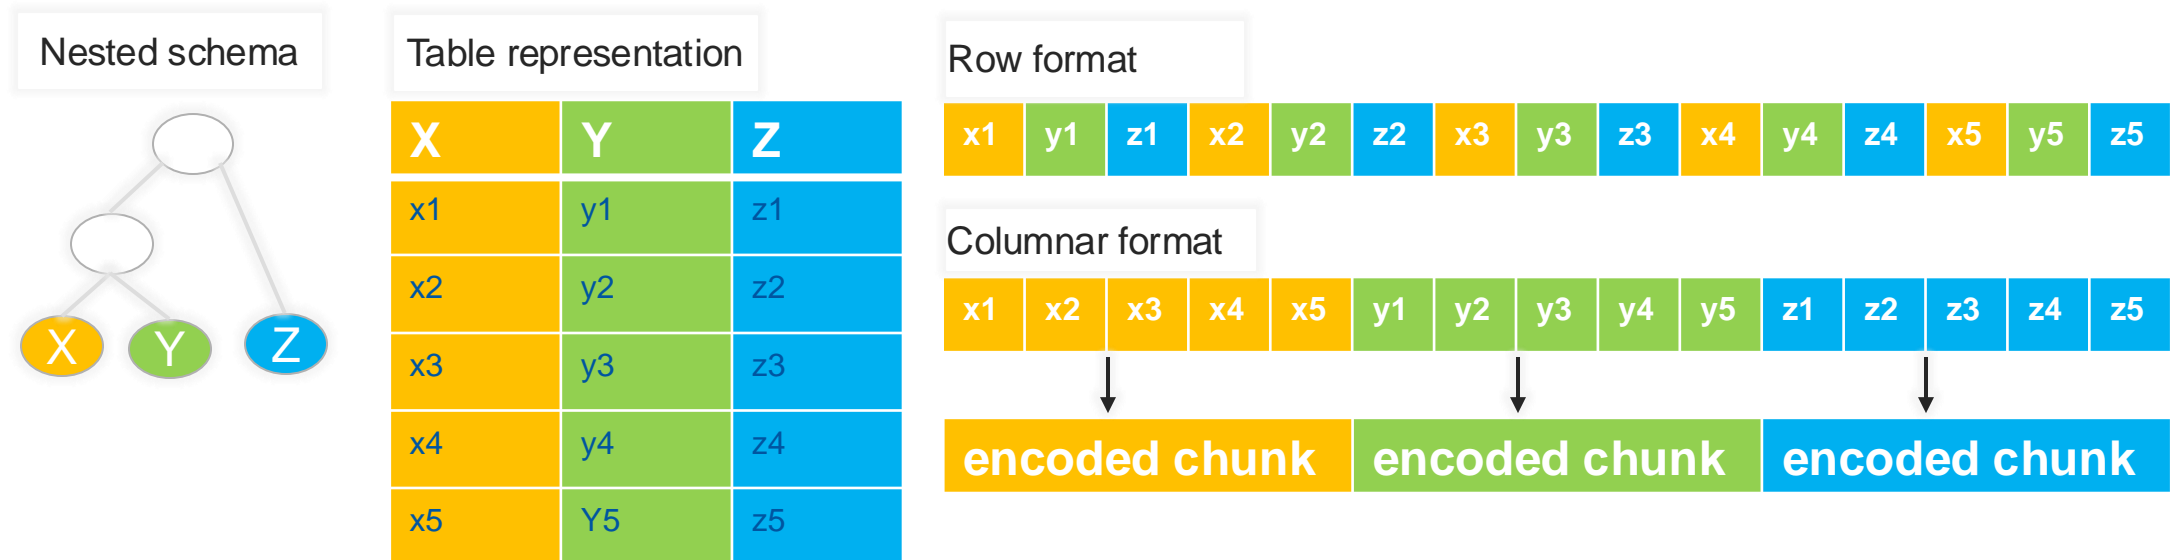 Nested schema
X Y Z
Table representation
X Y Z
x1 y1 z1
x2 y2 z2
x3 y3 z3
x4 y4 z4
x5 Y5 z5
Row format
x1 y1 z1 x2 y2 z2 x3 y3 z3 x4 y4 z4 x5 y5 z5
Columnar format
x1 x2 x3 x4 x5 y1 y2 y3 y4 y5 z1 z2 z3 z4 z5
encoded chunk encoded chunk encoded chunk